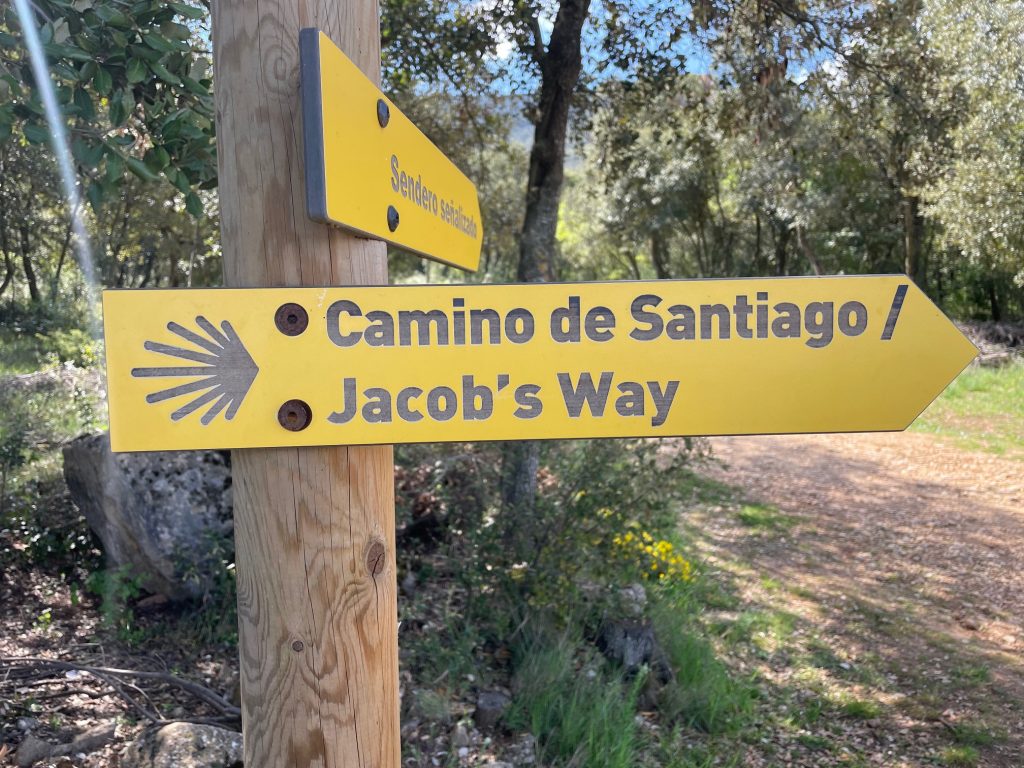 Sendero señalizado
Camino de Santiago /
Jacob's Way